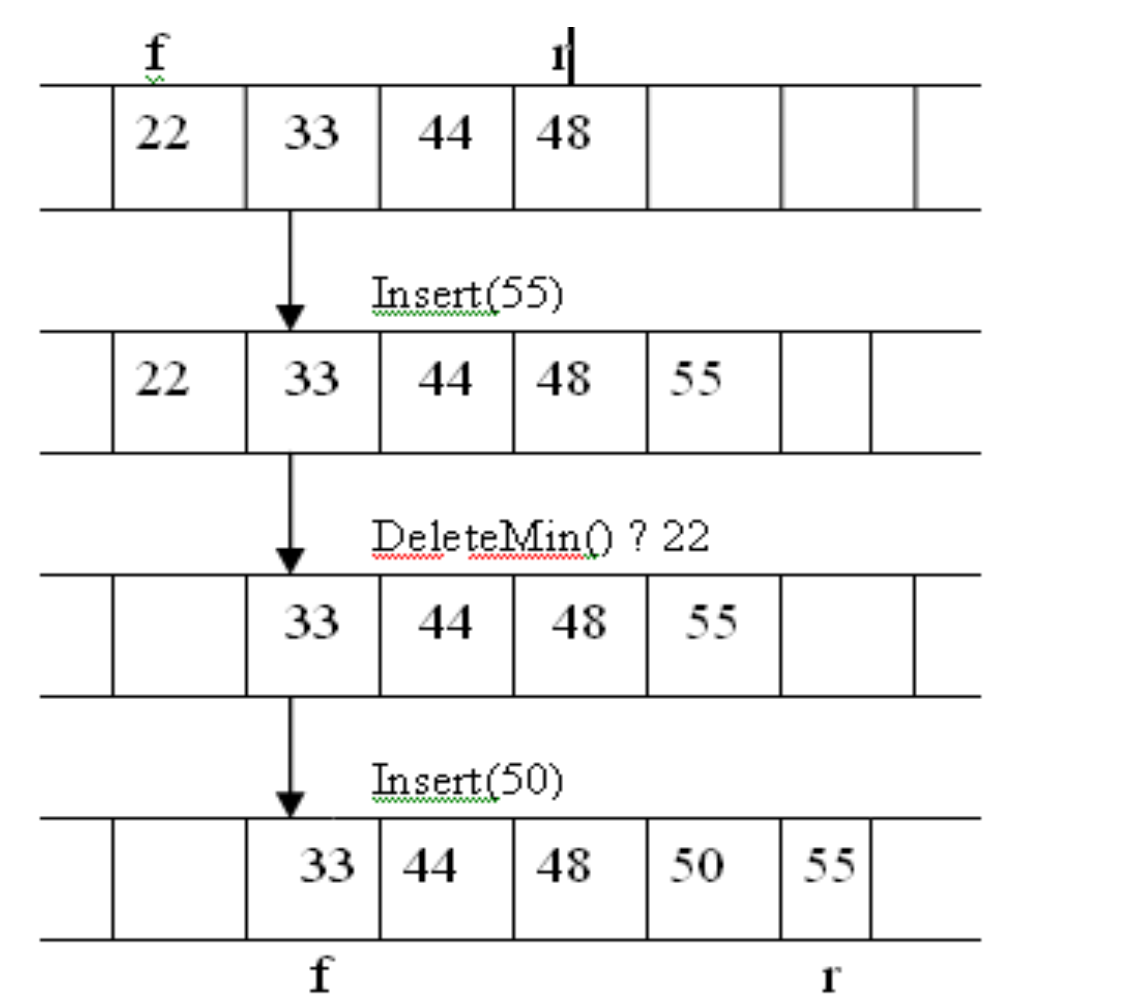 f r
22 33 44 48
Insert(55)
22 33 44 48 55
DeleteMin() ? 22
33 44 48 55
Insert(50)
33 44 48 50 55
f r